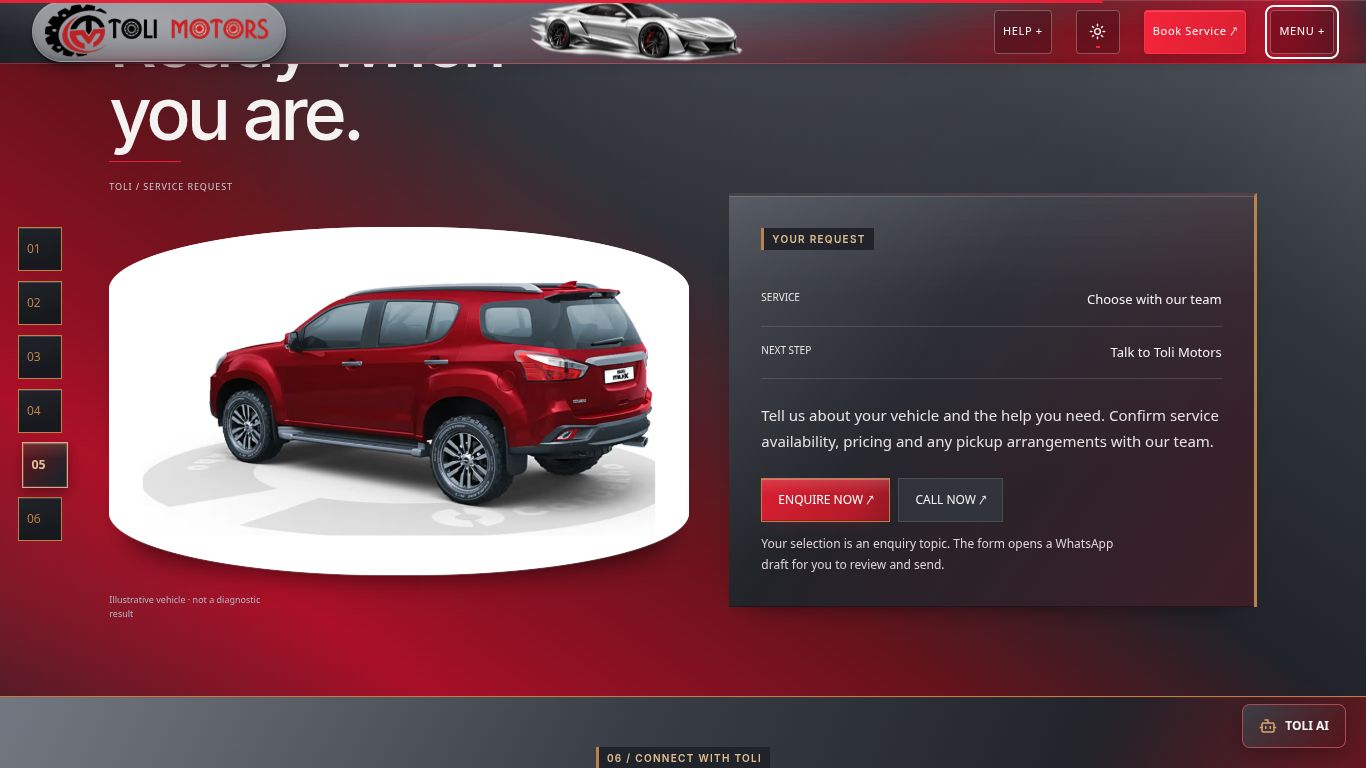 TOLI MOTORS
HELP +
Book Service ↗
MENU +
Ready when
you are.
TOLI / SERVICE REQUEST
01
02
03
04
05
06
Illustrative vehicle · not a diagnostic
result
YOUR REQUEST
SERVICE
Choose with our team
NEXT STEP
Talk to Toli Motors
Tell us about your vehicle and the help you need. Confirm service
availability, pricing and any pickup arrangements with our team.
ENQUIRE NOW ↗
CALL NOW ↗
Your selection is an enquiry topic. The form opens a WhatsApp
draft for you to review and send.
TOLI AI
06 / CONNECT WITH TOLI